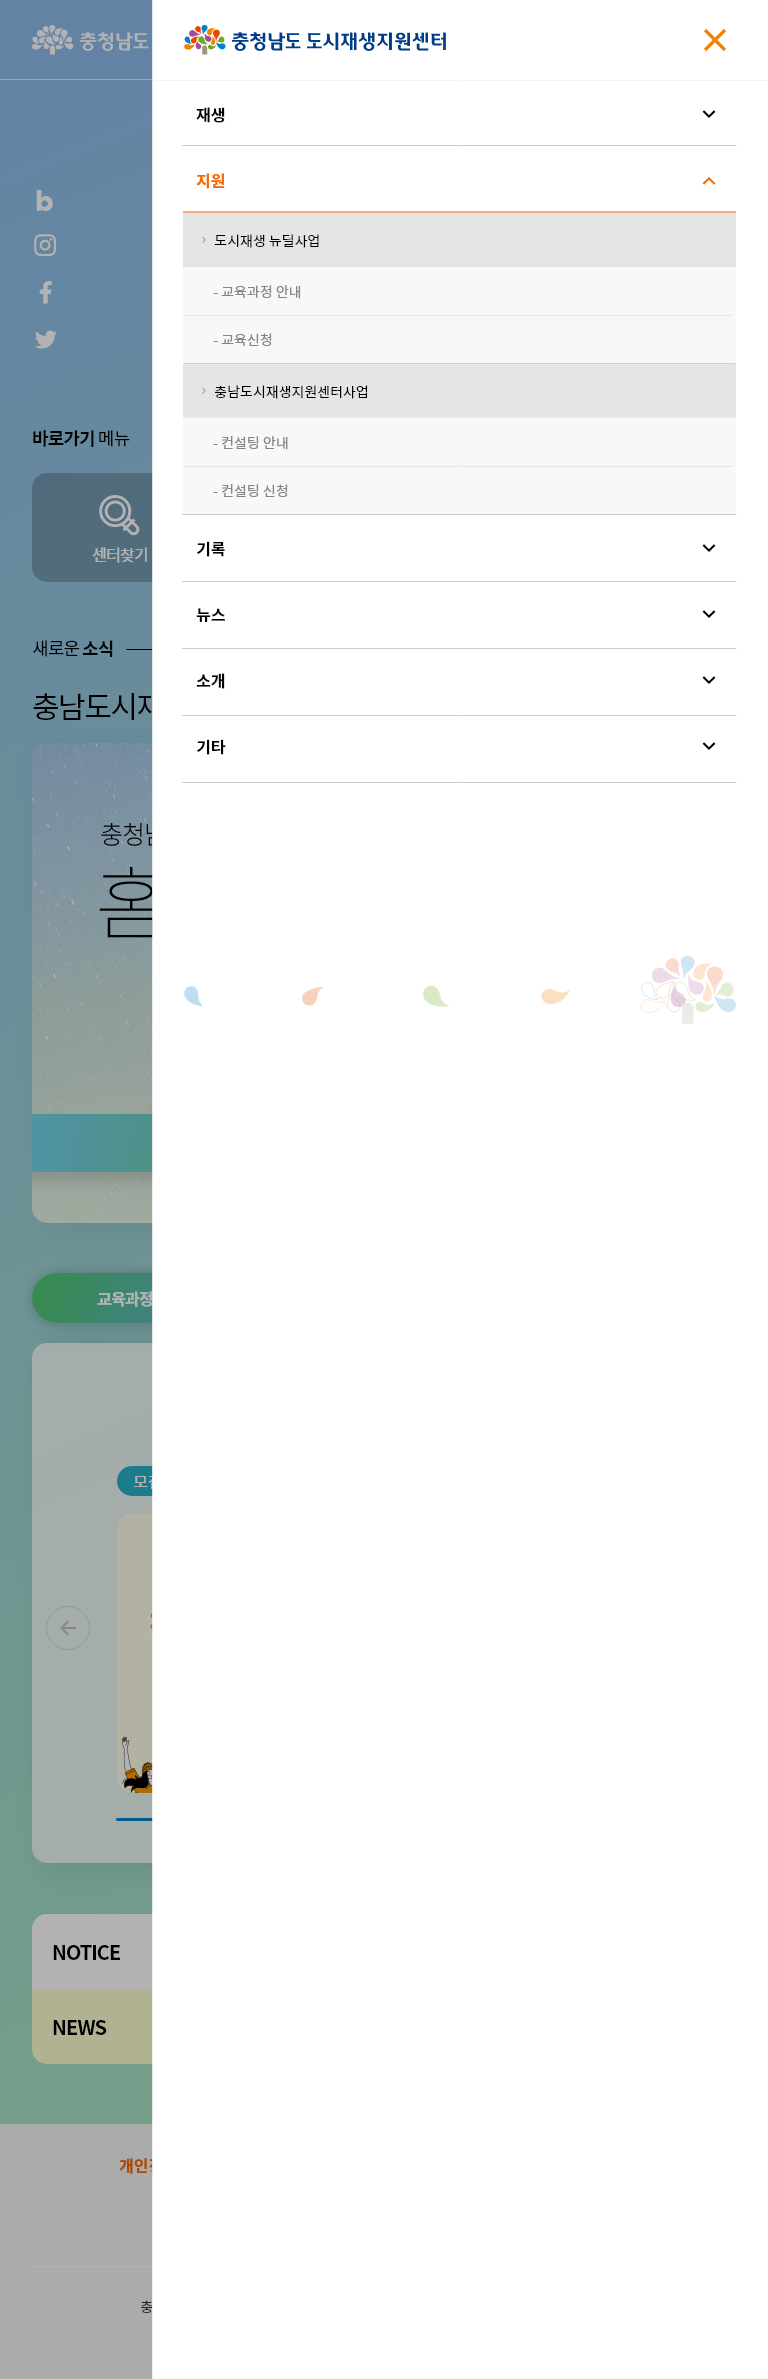 충청남도
충청남도 도시재생지원센터
재생
지원
도시재생 뉴딜사업
- 교육과정 안내
- 교육신청
충남도시재생지원센터사업
- 컨설팅 안내
- 컨설팅 신청
기록
뉴스
소개
기타
바로가기 메뉴
센터찾기
새로운 소식
충남도시재
충청남
홈
교육과정
모집
NOTICE
NEWS
개인정
충